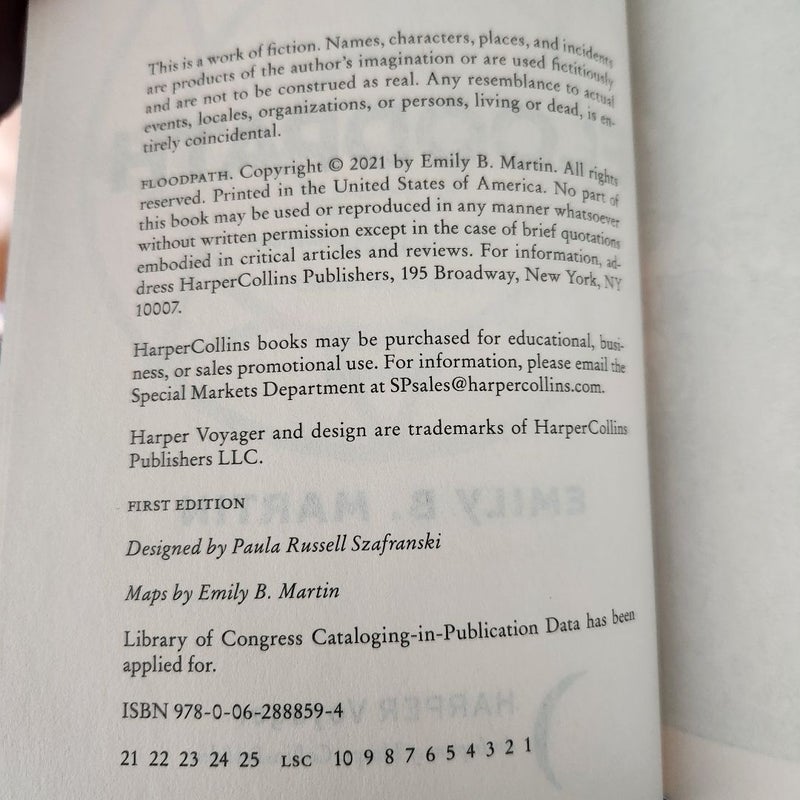 This is a work of fiction. Names, characters, places, and incidents
are products of the author's imagination or are used fictitiously
and are not to be construed as real. Any resemblance to actual
events, locales, organizations, or persons, living or dead, is en-
tirely coincidental.
FLOODPATH. Copyright © 2021 by Emily B. Martin. All rights
reserved. Printed in the United States of America. No part of
this book may be used or reproduced in any manner whatsoever
without written permission except in the case of brief quotations
embodied in critical articles and reviews. For information, ad-
dress HarperCollins Publishers, 195 Broadway, New York, NY
10007.
HarperCollins books may be purchased for educational, busi-
ness, or sales promotional use. For information, please email the
Special Markets Department at SPsales@harpercollins.com.
Harper Voyager and design are trademarks of HarperCollins
Publishers LLC.
FIRST EDITION
Designed by Paula Russell Szafranski
Maps by Emily B. Martin
Library of Congress Cataloging-in-Publication Data has been
applied for.
ISBN 978-0-06-288859-4
21 22 23 24 25 LSC 10 9 8 7 6 5 4 3 2 1